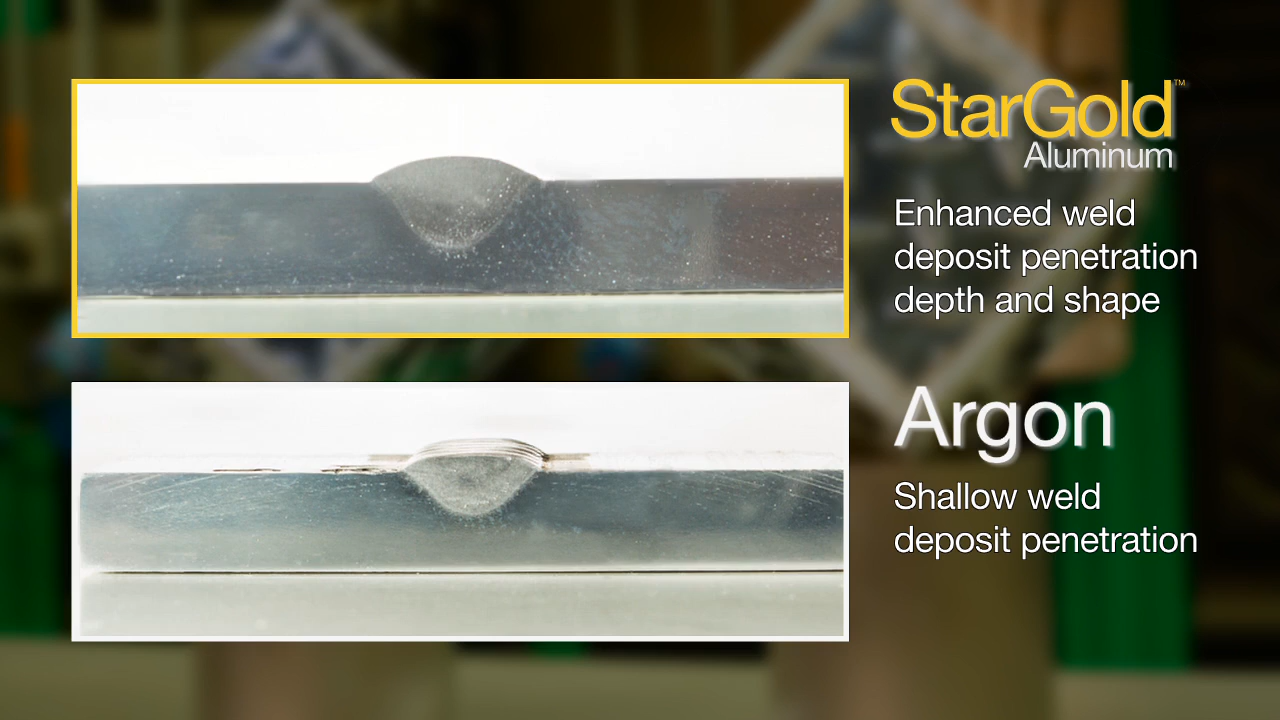 StarGold™
Aluminum
Enhanced weld
deposit penetration
depth and shape
Argon
Shallow weld
deposit penetration